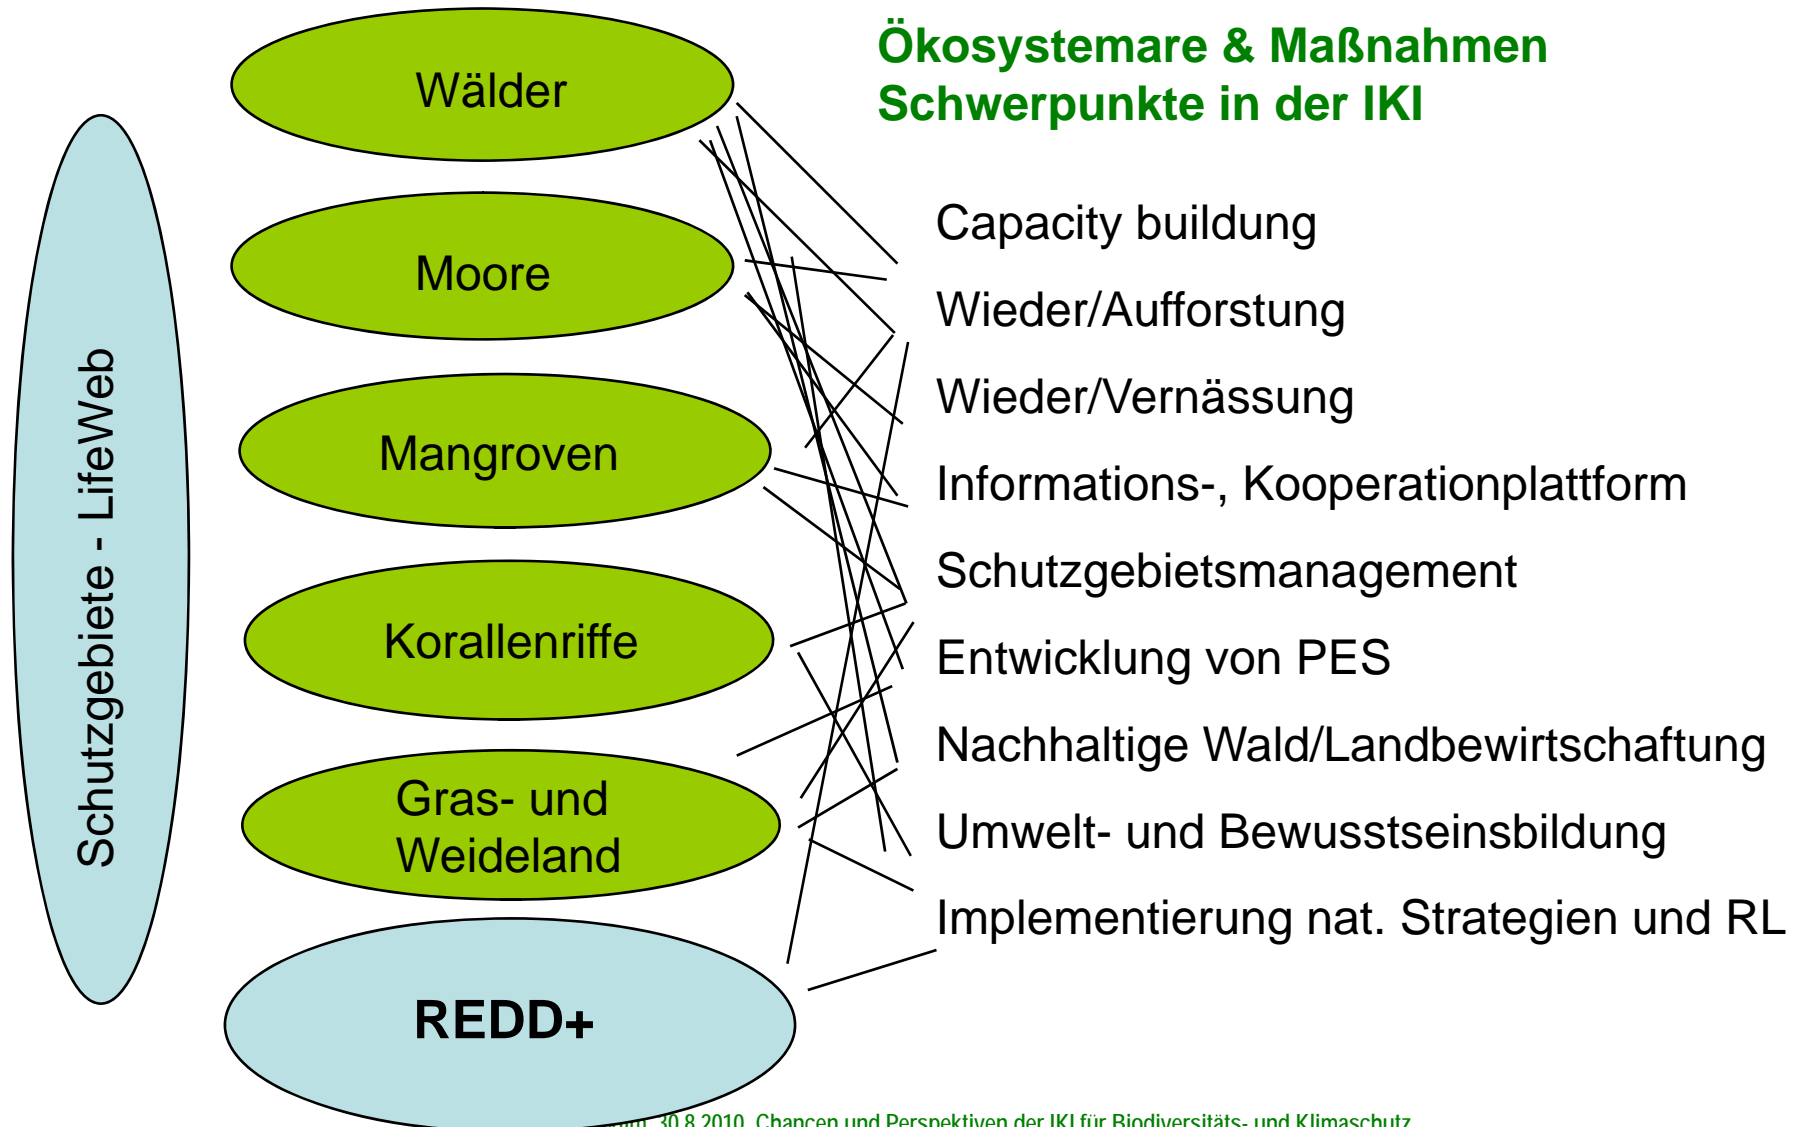 Ökosystemare & Maßnahmen
Schwerpunkte in der IKI
Schutzgebiete - LifeWeb
Wälder
Moore
Mangroven
Korallenriffe
Gras- und
Weideland
REDD+
Capacity buildung
Wieder/Aufforstung
Wieder/Vernässung
Informations-, Kooperationplattform
Schutzgebietsmanagement
Entwicklung von PES
Nachhaltige Wald/Landbewirtschaftung
Umwelt- und Bewusstseinsbildung
Implementierung nat. Strategien und RL
30.8.2010, Chancen und Perspektiven der IKI für Biodiversitäts- und Klimaschutz